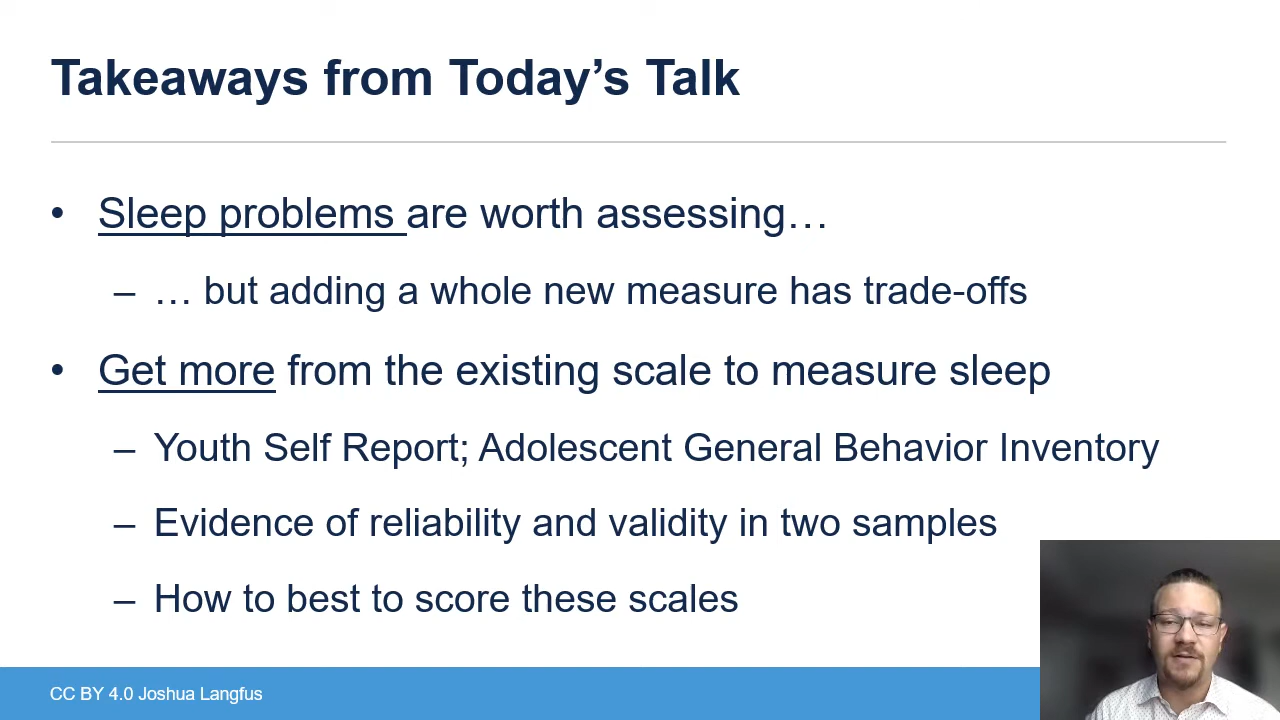 Takeaways from Today’s Talk
• Sleep problems are worth assessing…
– … but adding a whole new measure has trade-offs
• Get more from the existing scale to measure sleep
– Youth Self Report; Adolescent General Behavior Inventory
– Evidence of reliability and validity in two samples
– How to best to score these scales
CC BY 4.0 Joshua Langfus